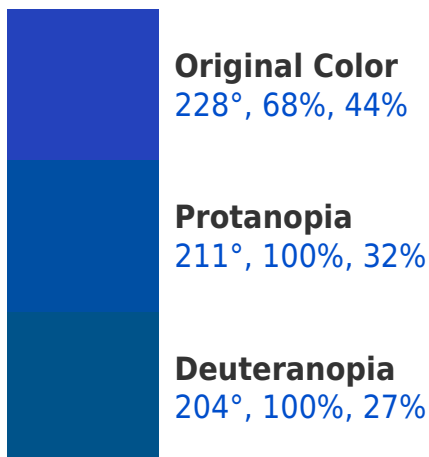 Original Color
228°, 68%, 44%
Protanopia
211°, 100%, 32%
Deuteranopia
204°, 100%, 27%